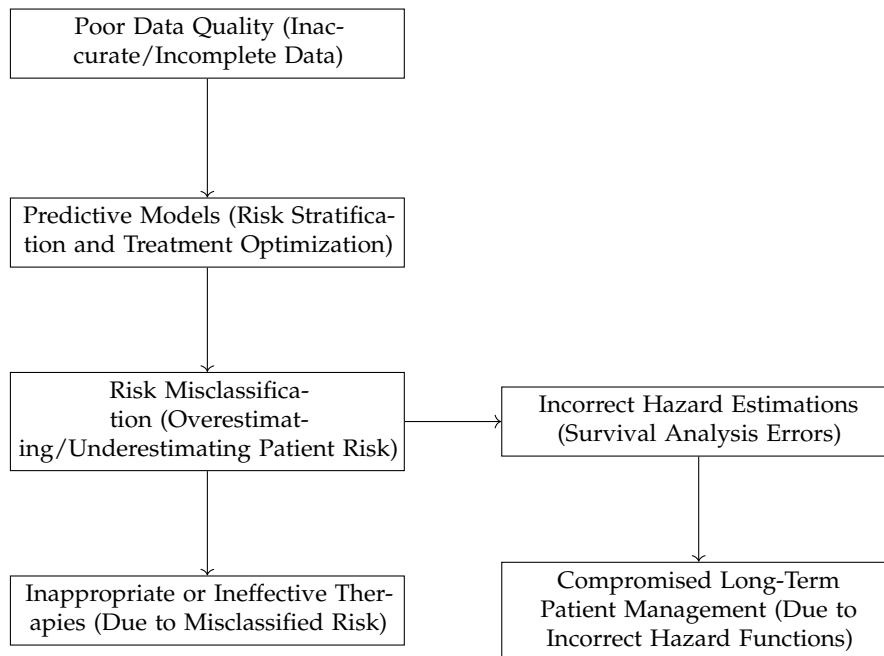 Poor Data Quality (Inac-
curate/Incomplete Data)
Predictive Models (Risk Stratifica-
tion and Treatment Optimization)
Risk Misclassifica-
tion (Overestimat-
ing/Underestimating Patient Risk)
Incorrect Hazard Estimations
(Survival Analysis Errors)
Inappropriate or Ineffective Ther-
apies (Due to Misclassified Risk)
Compromised Long-Term
Patient Management (Due to
Incorrect Hazard Functions)